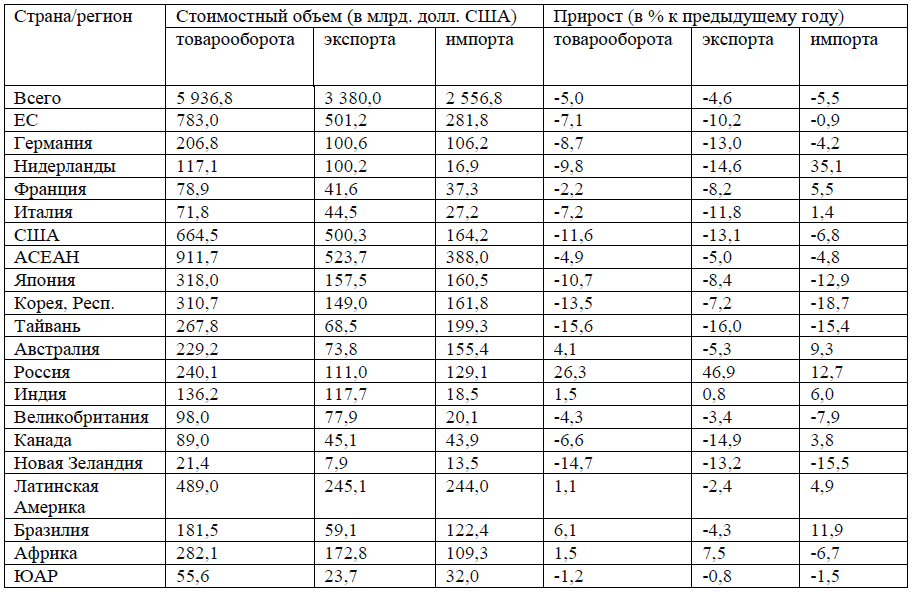 Страна/регион Стоимостный объем (в млрд. долл. США) Прирост (в % к предыдущему году)
товарооборота экспорта импорта товарооборота экспорта импорта
Всего 5 936,8 3 380,0 2 556,8 -5,0 -4,6 -5,5
ЕС 783,0 501,2 281,8 -7,1 -10,2 -0,9
Германия 206,8 100,6 106,2 -8,7 -13,0 -4,2
Нидерланды 117,1 100,2 16,9 -9,8 -14,6 35,1
Франция 78,9 41,6 37,3 -2,2 -8,2 5,5
Италия 71,8 44,5 27,2 -7,2 -11,8 1,4
США 664,5 500,3 164,2 -11,6 -13,1 -6,8
АСЕАН 911,7 523,7 388,0 -4,9 -5,0 -4,8
Япония 318,0 157,5 160,5 -10,7 -8,4 -12,9
Корея, Респ. 310,7 149,0 161,8 -13,5 -7,2 -18,7
Тайвань 267,8 68,5 199,3 -15,6 -16,0 -15,4
Австралия 229,2 73,8 155,4 4,1 -5,3 9,3
Россия 240,1 111,0 129,1 26,3 46,9 12,7
Индия 136,2 117,7 18,5 1,5 0,8 6,0
Великобритания 98,0 77,9 20,1 -4,3 -3,4 -7,9
Канада 89,0 45,1 43,9 -6,6 -14,9 3,8
Новая Зеландия 21,4 7,9 13,5 -14,7 -13,2 -15,5
Латинская 489,0 245,1 244,0 1,1 -2,4 4,9
Америка
Бразилия 181,5 59,1 122,4 6,1 -4,3 11,9
Африка 282,1 172,8 109,3 1,5 7,5 -6,7
ЮАР 55,6 23,7 32,0 -1,2 -0,8 -1,5